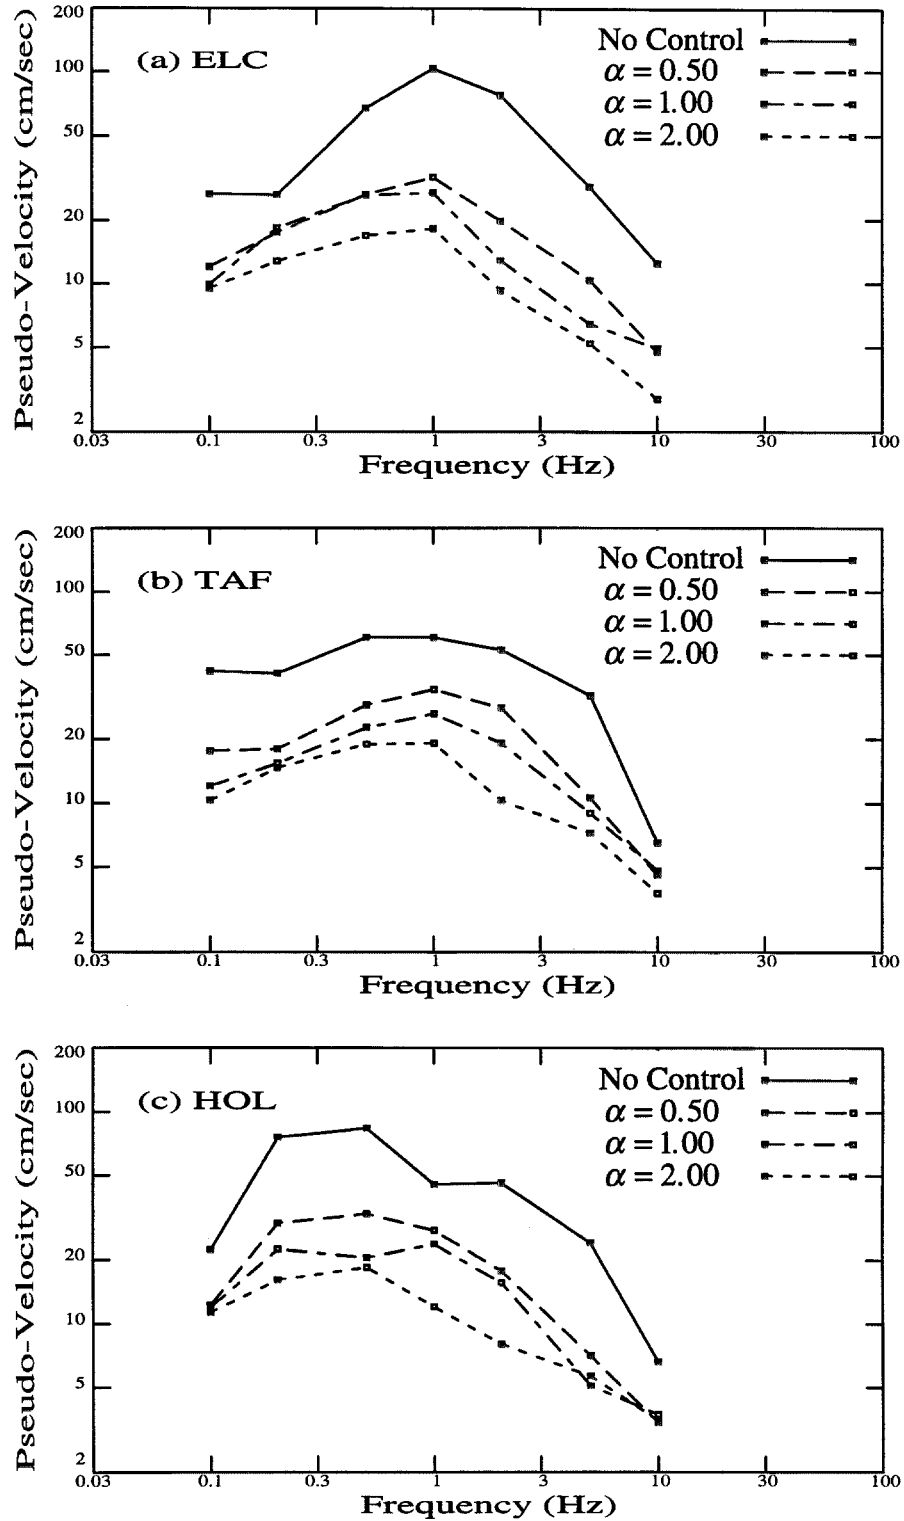 200
100
50
20
10
5
2
Pseudo-Velocity (cm/sec)
(a) ELC
No Control
α = 0.50
α = 1.00
α = 2.00
0.03 0.1 0.3 1 3 10 30 100
Frequency (Hz)
200
100
50
20
10
5
2
Pseudo-Velocity (cm/sec)
(b) TAF
No Control
α = 0.50
α = 1.00
α = 2.00
0.03 0.1 0.3 1 3 10 30 100
Frequency (Hz)
200
100
50
20
10
5
2
Pseudo-Velocity (cm/sec)
(c) HOL
No Control
α = 0.50
α = 1.00
α = 2.00
0.03 0.1 0.3 1 3 10 30 100
Frequency (Hz)